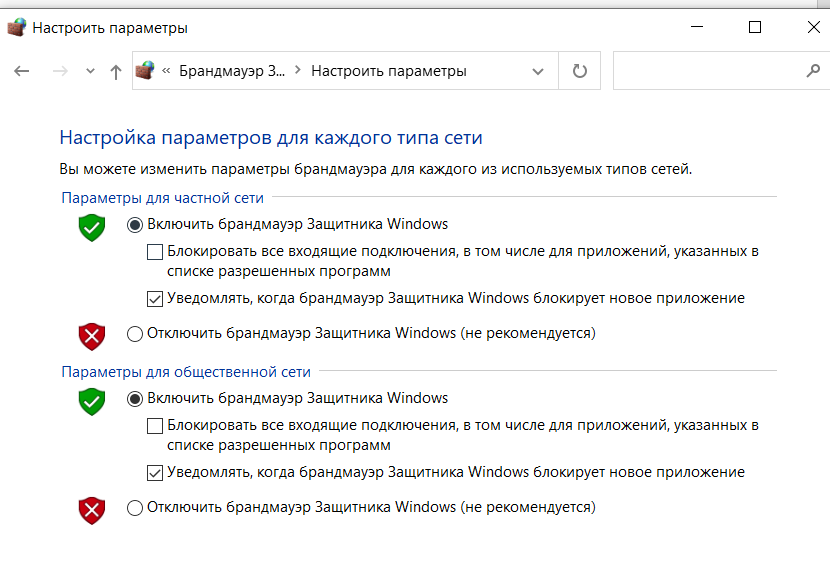 Настроить параметры
« Брандмауэр З... > Настроить параметры
Настройка параметров для каждого типа сети
Вы можете изменить параметры брандмауэра для каждого из используемых типов сетей.
Параметры для частной сети
Включить брандмауэр Защитника Windows
Блокировать все входящие подключения, в том числе для приложений, указанных в
списке разрешенных программ
Уведомлять, когда брандмауэр Защитника Windows блокирует новое приложение
Отключить брандмауэр Защитника Windows (не рекомендуется)
Параметры для общественной сети
Включить брандмауэр Защитника Windows
Блокировать все входящие подключения, в том числе для приложений, указанных в
списке разрешенных программ
Уведомлять, когда брандмауэр Защитника Windows блокирует новое приложение
Отключить брандмауэр Защитника Windows (не рекомендуется)